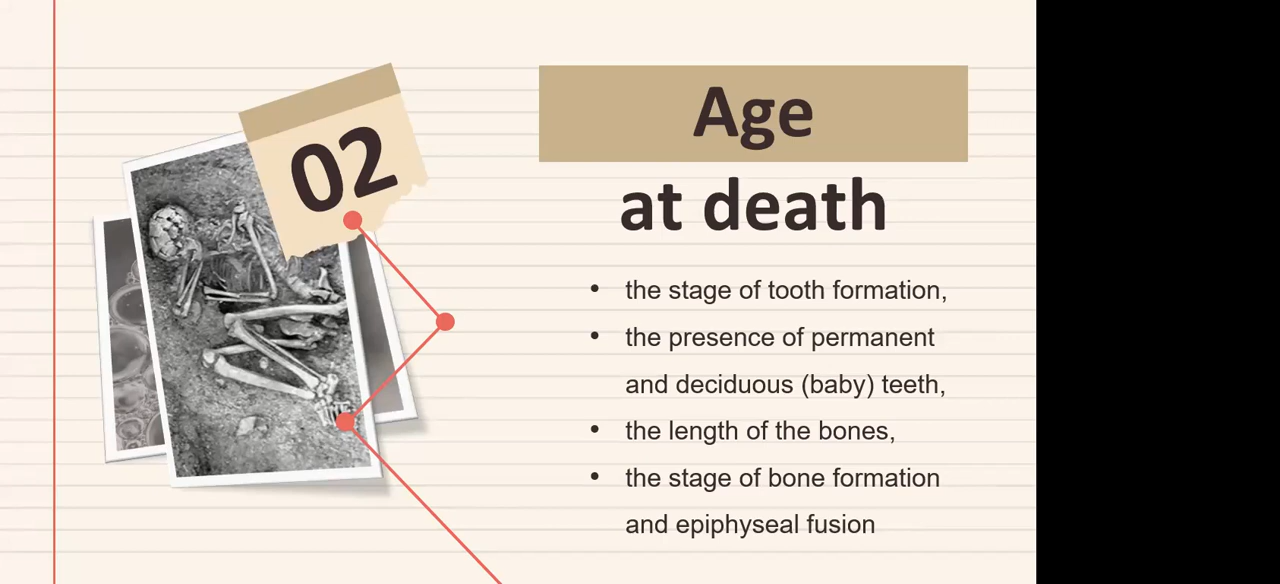 02
Age
at death
• the stage of tooth formation,
• the presence of permanent
and deciduous (baby) teeth,
• the length of the bones,
• the stage of bone formation
and epiphyseal fusion